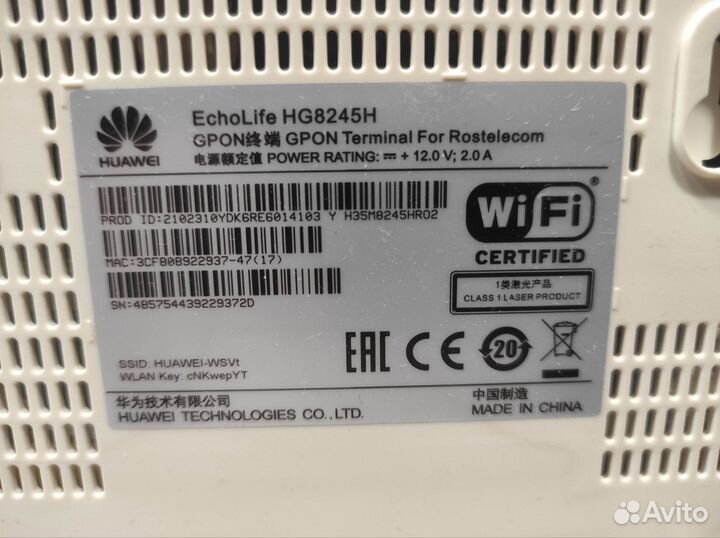 HUAWEI
EchoLife HG8245H
GPON终端 GPON Terminal For Rostelecom
电源额定值 POWER RATING: ⎓ + 12.0 V; 2.0 A
PROD ID:2102310YDK6RE6014103 Y H35M8245HR02
MAC:3CF808922937-47(17)
SN:485754439229372D
WiFi®
CERTIFIED
1类激光产品
CLASS 1 LASER PRODUCT
SSID: HUAWEI-WSVt
WLAN Key: cNKwepYT
EAC CE 20
华为技术有限公司
HUAWEI TECHNOLOGIES CO.,LTD.
中国制造
MADE IN CHINA
Avito